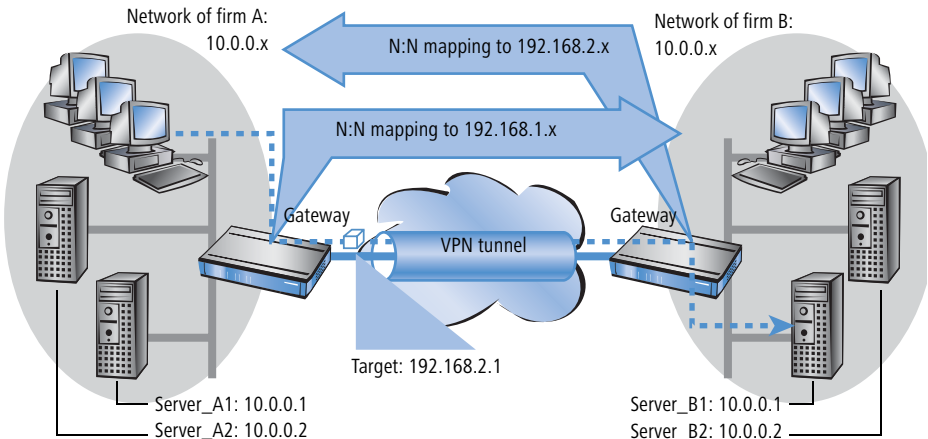 Network of firm A:
10.0.0.x
Network of firm B:
10.0.0.x
N:N mapping to 192.168.2.x
N:N mapping to 192.168.1.x
Gateway
VPN tunnel
Gateway
Target: 192.168.2.1
Server_A1: 10.0.0.1
Server_A2: 10.0.0.2
Server_B1: 10.0.0.1
Server_B2: 10.0.0.2